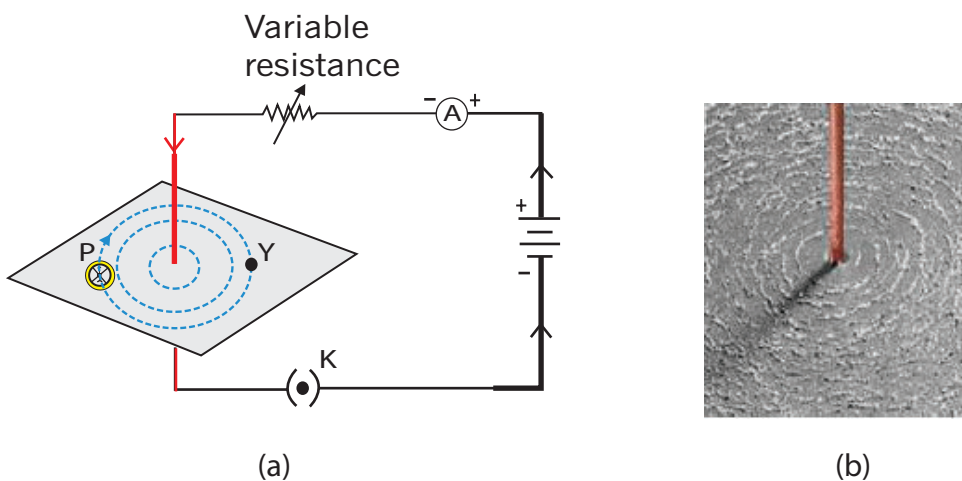 Variable
resistance
− A +
P
Y
+
−
K
(a)
(b)